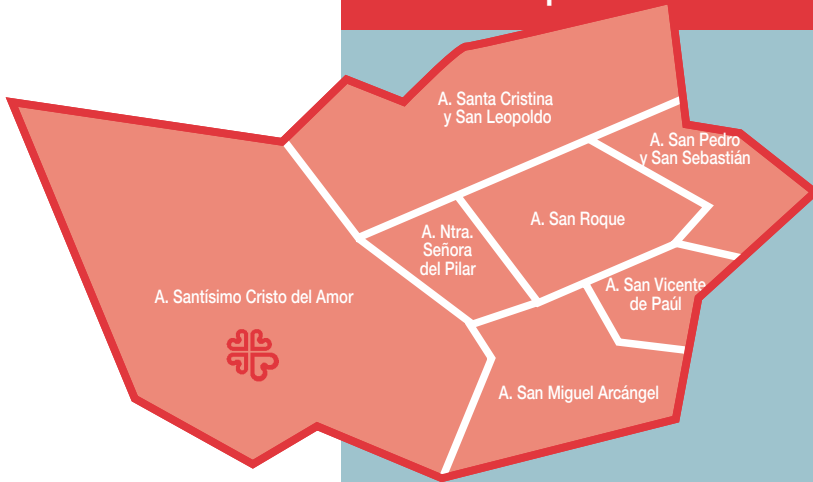 A. Santa Cristina
y San Leopoldo
A. San Pedro
y San Sebastián
A. San Roque
A. Ntra.
Señora
del Pilar
A. San Vicente
de Paúl
A. Santísimo Cristo del Amor
A. San Miguel Arcángel